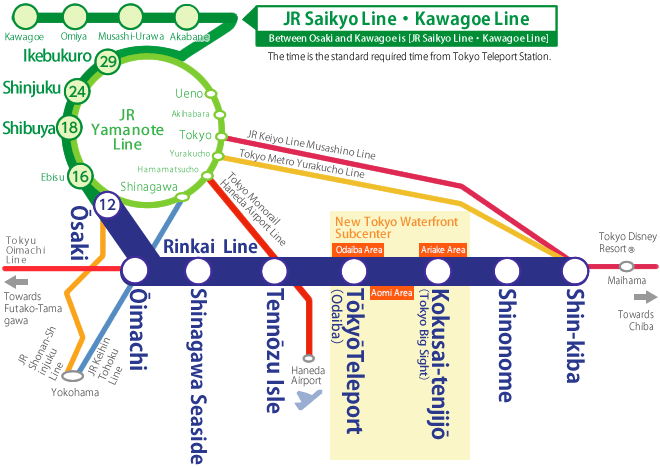 JR Saikyo Line・Kawagoe Line
Between Osaki and Kawagoe is [JR Saikyo Line・Kawagoe Line]
The time is the standard required time from Tokyo Teleport Station.
Kawagoe
Omiya
Musashi-Urawa
Akabane
Ikebukuro
29
Shinjuku
24
Shibuya
18
Ebisu
16
12
Ōsaki
JR
Yamanote
Line
Ueno
Akihabara
Tokyo
Yurakucho
Hamamatsucho
Shinagawa
JR Keiyo Line Musashino Line
Tokyo Metro Yurakucho Line
Tokyo Monorail
Haneda Airport Line
New Tokyo Waterfront
Subcenter
Odaiba Area
Ariake Area
Aomi Area
Rinkai Line
Tokyu
Oimachi
Line
Towards
Futako-Tama
gawa
JR
Shonan-Sh
injuku
Line
JR Keihin
Tohoku
Line
Yokohama
Haneda
Airport
Ōimachi
Shinagawa Seaside
Tennōzu Isle
TōkyōTeleport
(Odaiba)
Kokusai-tenjijō
(Tokyo Big Sight)
Shinonome
Shin-kiba
Tokyo Disney
Resort®
Maihama
Towards
Chiba